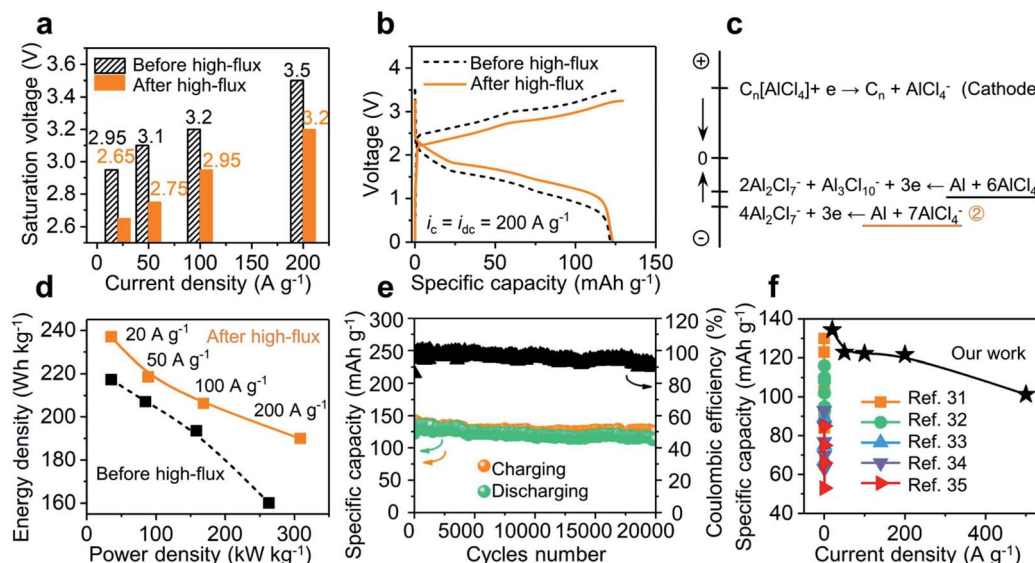 a
Saturation voltage (V)
3.6
3.4
3.2
3.0
2.8
2.6
Before high-flux
After high-flux
2.95
2.65
3.1
2.75
3.2
2.95
3.5
3.2
0 50 100 150 200
Current density (A g⁻¹)
b
Voltage (V)
5
4
3
2
1
0
Before high-flux
After high-flux
i_c = i_dc = 200 A g⁻¹
0 50 100 150
Specific capacity (mAh g⁻¹)
c
+
Cₙ[AlCl₄]+ e → Cₙ + AlCl₄⁻ (Cathode
0
2Al₂Cl₇⁻ + Al₃Cl₁₀⁻ + 3e ← Al + 6AlCl₄
4Al₂Cl₇⁻ + 3e ← Al + 7AlCl₄⁻ ②
-
d
Energy density (Wh kg⁻¹)
240
220
200
180
160
20 A g⁻¹
50 A g⁻¹
100 A g⁻¹
200 A g⁻¹
After high-flux
Before high-flux
0 100 200 300
Power density (kW kg⁻¹)
e
Specific capacity (mAh g⁻¹)
300
250
200
150
100
50
0
Charging
Discharging
120
100
80
60
40
20
0
Coulombic efficiency (%)
0 5000 10000 15000 20000
Cycles number
f
Specific capacity (mAh g⁻¹)
140
120
100
80
60
40
Our work
Ref. 31
Ref. 32
Ref. 33
Ref. 34
Ref. 35
0 200 400
Current density (A g⁻¹)